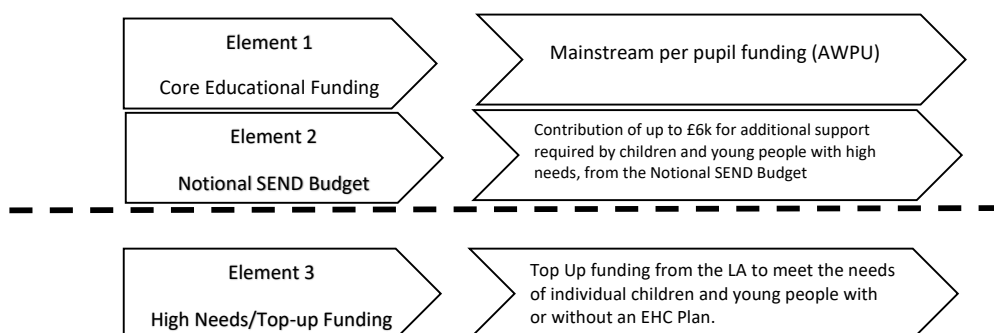 Element 1
Core Educational Funding
Mainstream per pupil funding (AWPU)
Element 2
Notional SEND Budget
Contribution of up to £6k for additional support
required by children and young people with high
needs, from the Notional SEND Budget
Element 3
High Needs/Top-up Funding
Top Up funding from the LA to meet the needs
of individual children and young people with
or without an EHC Plan.